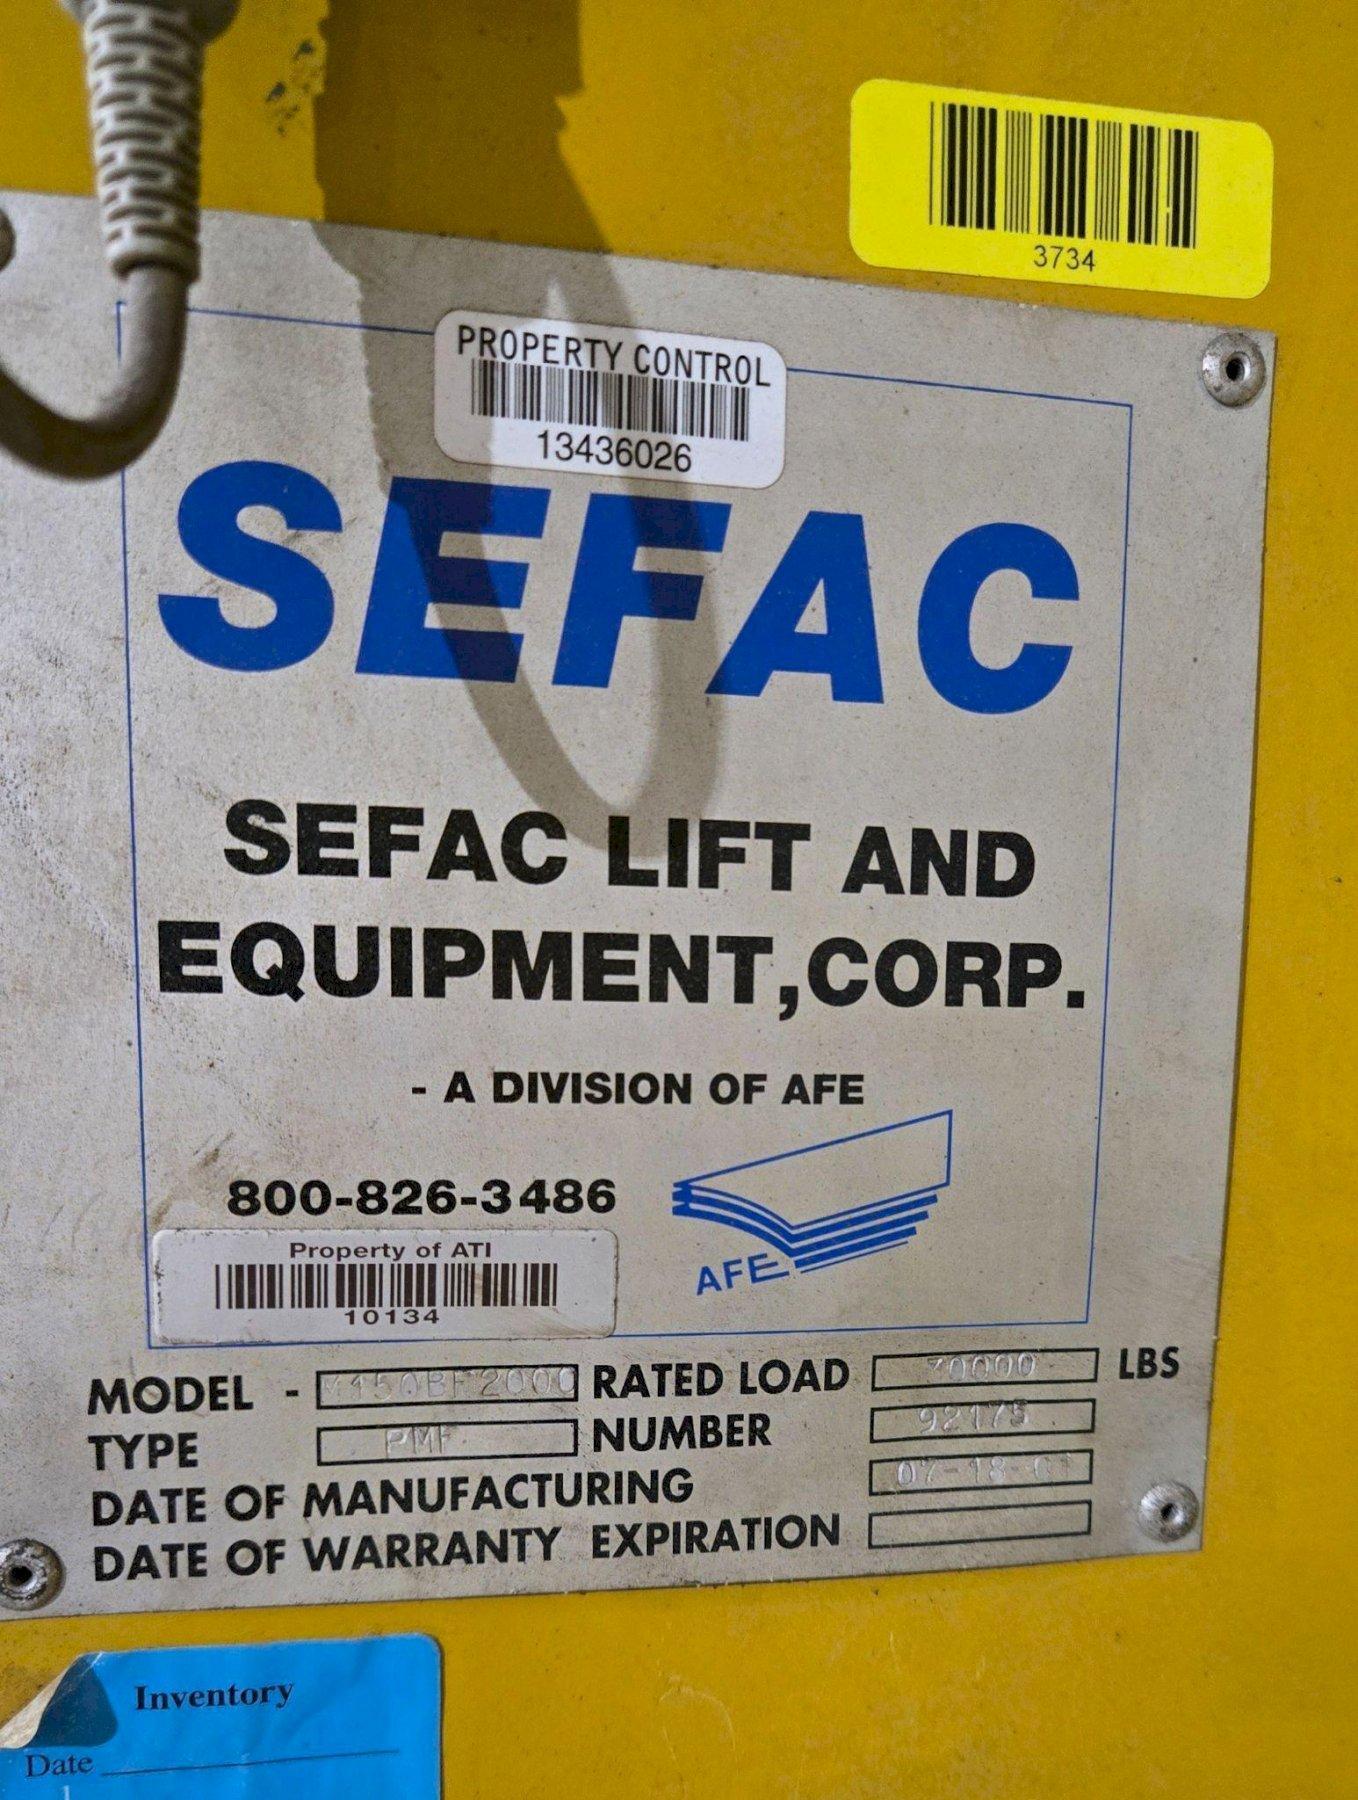 3734
PROPERTY CONTROL
13436026
SEFAC
SEFAC LIFT AND
EQUIPMENT,CORP.
- A DIVISION OF AFE
800-826-3486
AFE
Property of ATI
10134
MODEL - RATED LOAD LBS
TYPE PMF NUMBER 92175
DATE OF MANUFACTURING
DATE OF WARRANTY EXPIRATION
Inventory
Date